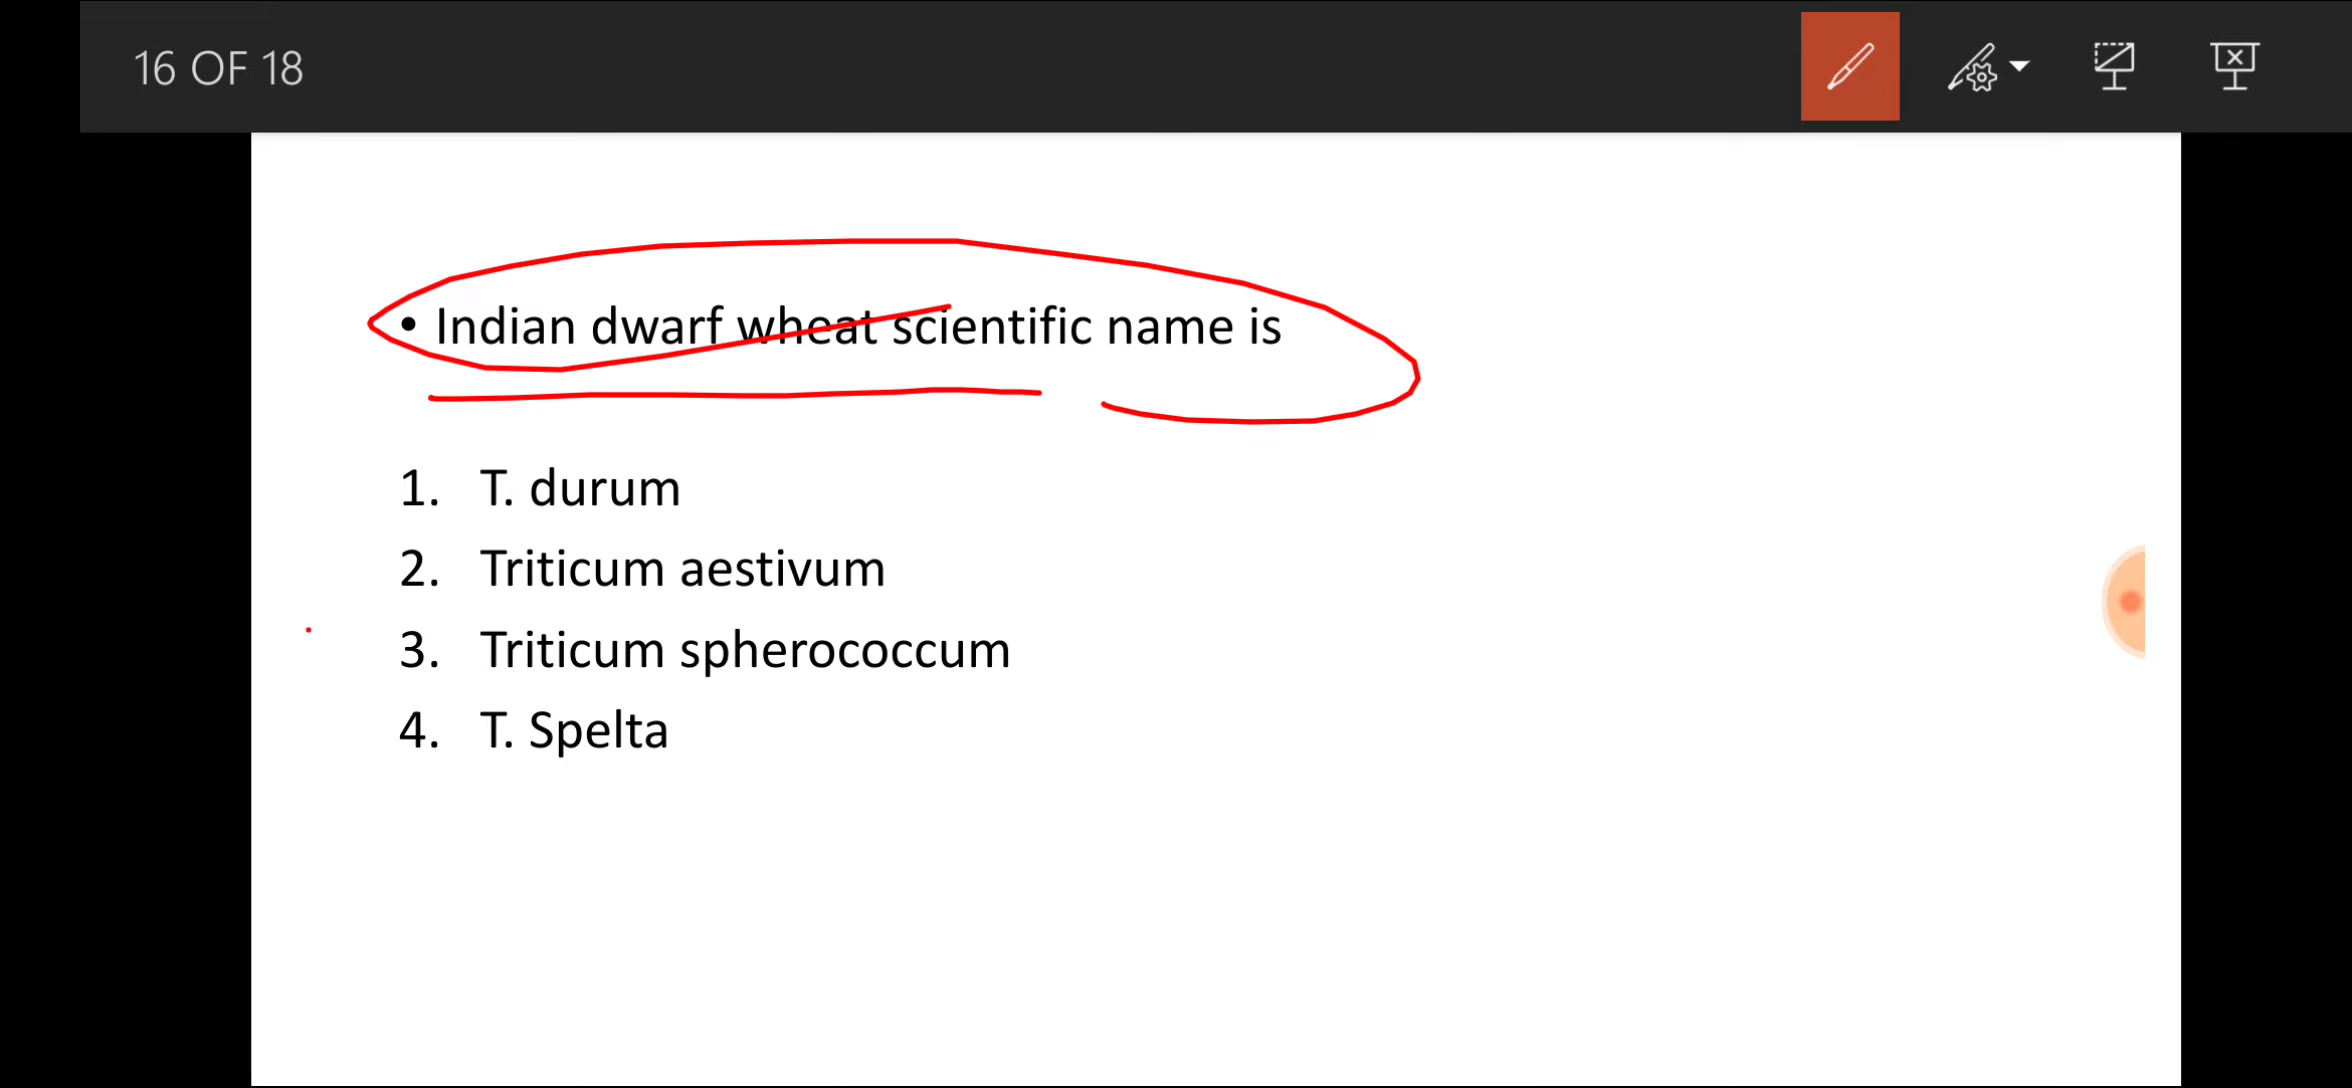 16 OF 18
• Indian dwarf wheat scientific name is
1. T. durum
2. Triticum aestivum
3. Triticum spherococcum
4. T. Spelta